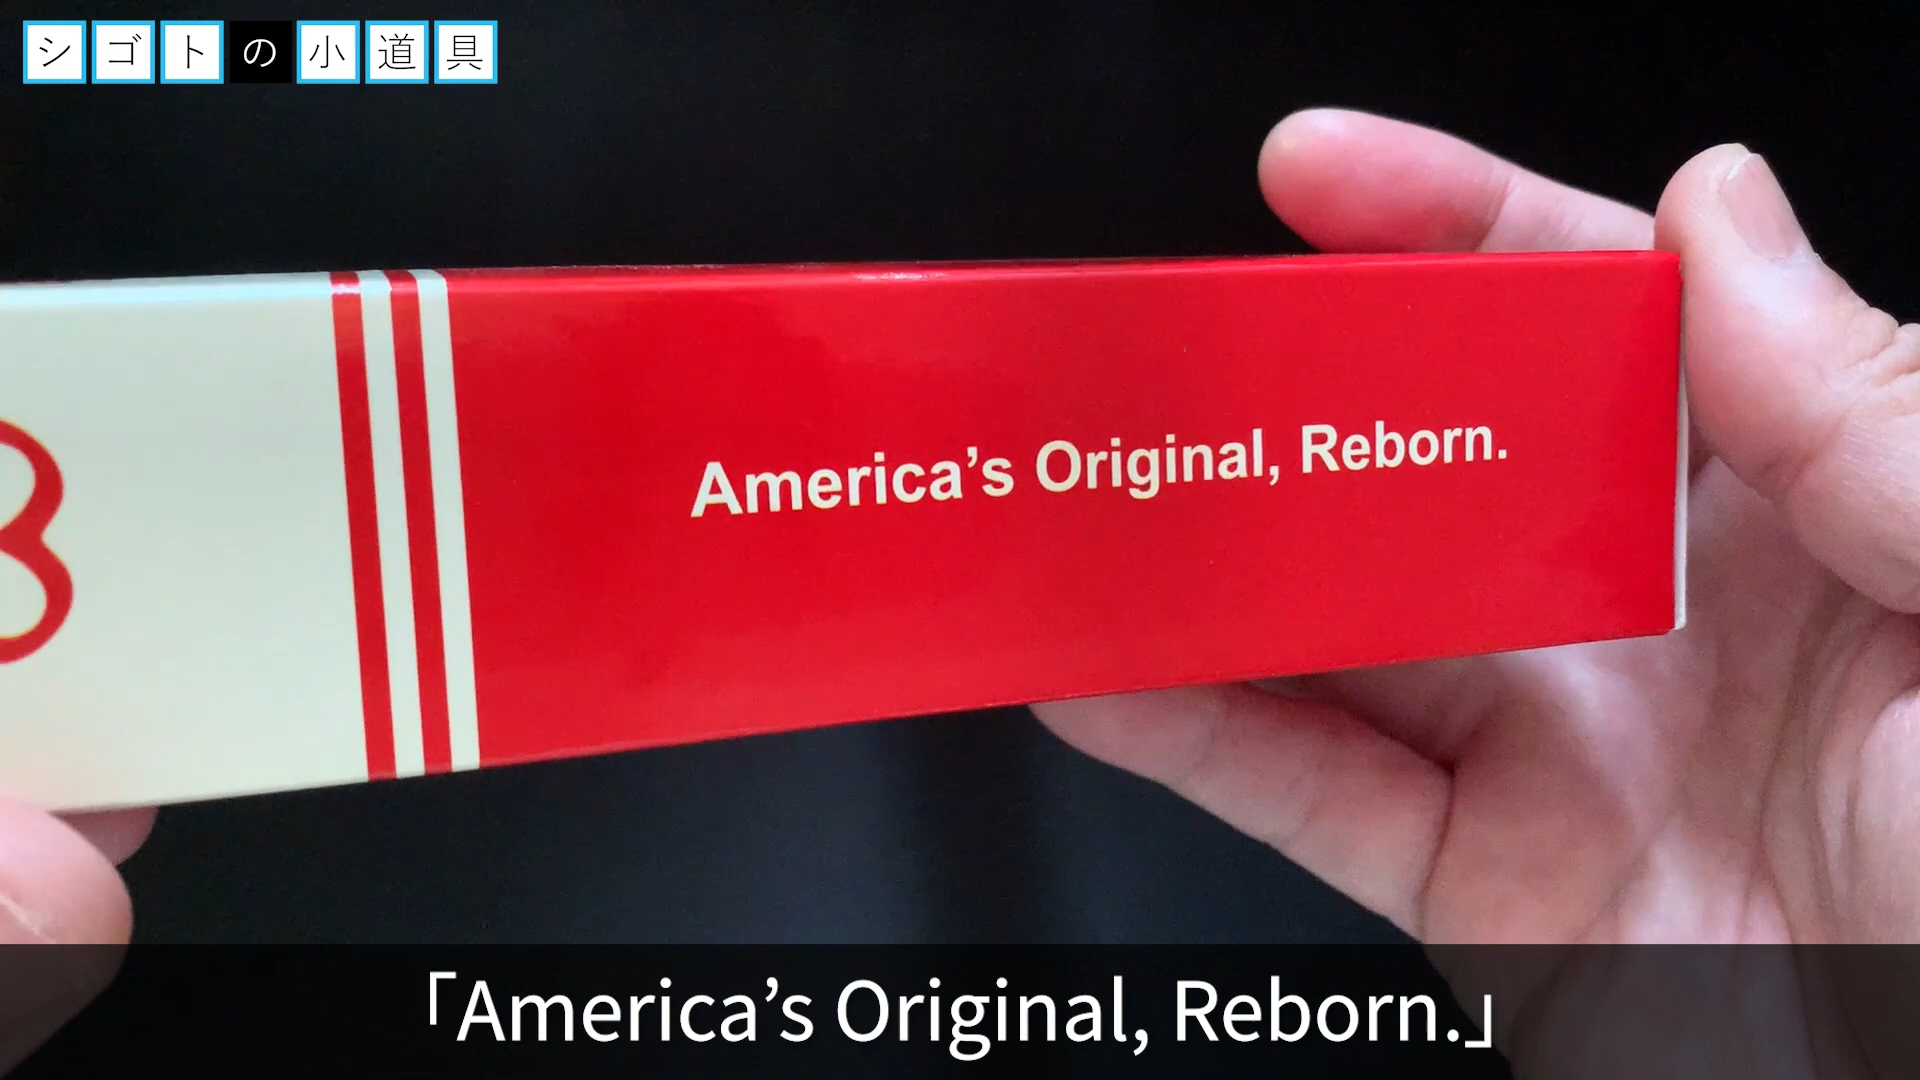 シゴトの小道具
America's Original, Reborn.
「America's Original, Reborn.」